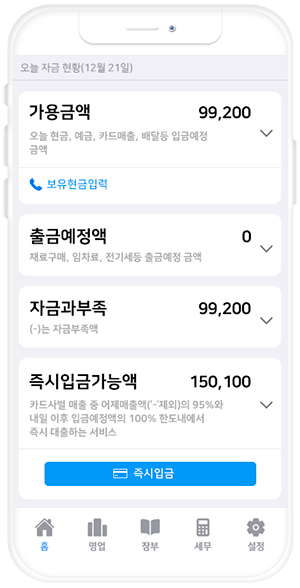 오늘 자금 현황(12월 21일)
가용금액 99,200
오늘 현금, 예금, 카드매출, 배달등 입금예정
금액
보유현금입력
출금예정액 0
재료구매, 임차료, 전기세등 출금예정 금액
자금과부족 99,200
(-)는 자금부족액
즉시입금가능액 150,100
카드사별 매출 중 어제매출액('-'제외)의 95%와
내일 이후 입금예정액의 100% 한도내에서
즉시 대출하는 서비스
즉시입금
홈 영업 장부 세무 설정